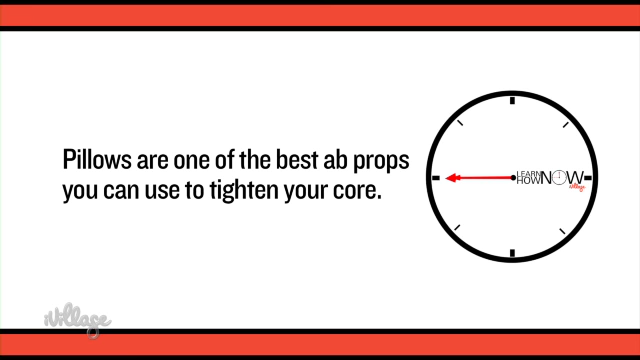 Pillows are one of the best ab props
you can use to tighten your core.
LEARN
HOW NOW
iVillage
iVillage